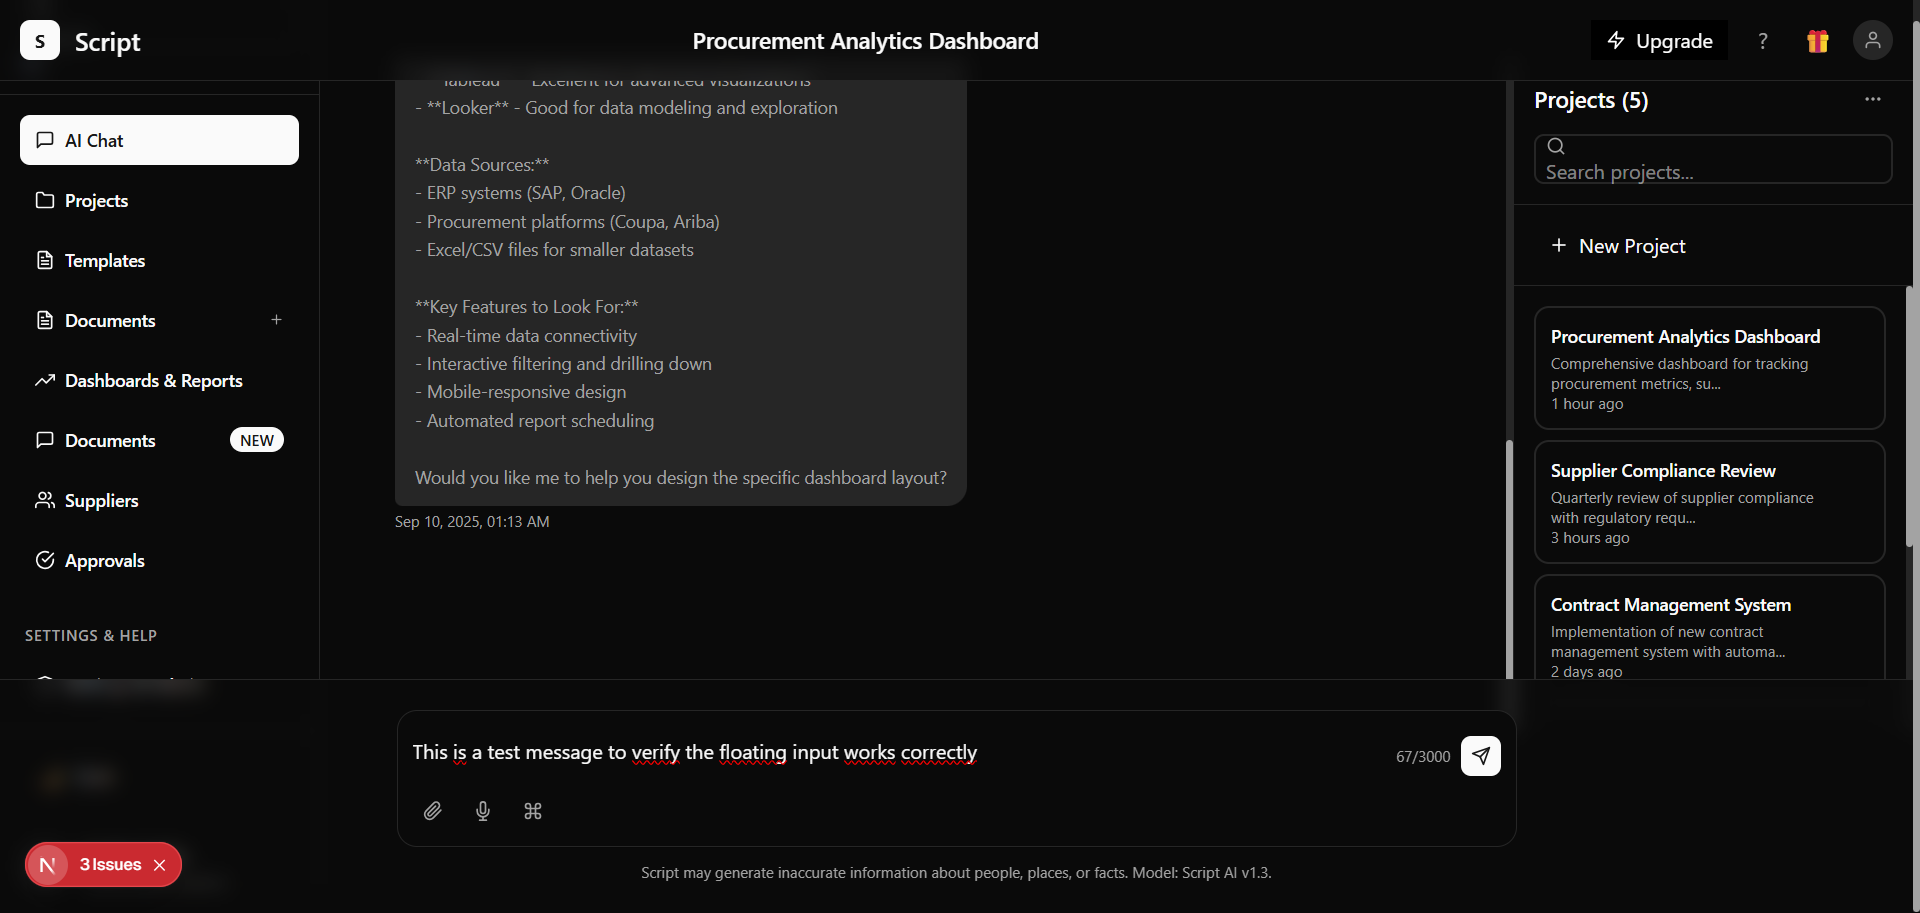 S
Script
Procurement Analytics Dashboard
Upgrade
?
AI Chat
Projects
Templates
Documents
Dashboards & Reports
Documents
NEW
Suppliers
Approvals
SETTINGS & HELP
Tableau - Excellent for advanced visualizations
- **Looker** - Good for data modeling and exploration
**Data Sources:**
- ERP systems (SAP, Oracle)
- Procurement platforms (Coupa, Ariba)
- Excel/CSV files for smaller datasets
**Key Features to Look For:**
- Real-time data connectivity
- Interactive filtering and drilling down
- Mobile-responsive design
- Automated report scheduling
Would you like me to help you design the specific dashboard layout?
Sep 10, 2025, 01:13 AM
Projects (5)
Search projects...
+ New Project
Procurement Analytics Dashboard
Comprehensive dashboard for tracking
procurement metrics, su...
1 hour ago
Supplier Compliance Review
Quarterly review of supplier compliance
with regulatory requ...
3 hours ago
Contract Management System
Implementation of new contract
management system with automa...
2 days ago
This is a test message to verify the floating input works correctly
67/3000
N 3 Issues
Script may generate inaccurate information about people, places, or facts. Model: Script AI v1.3.